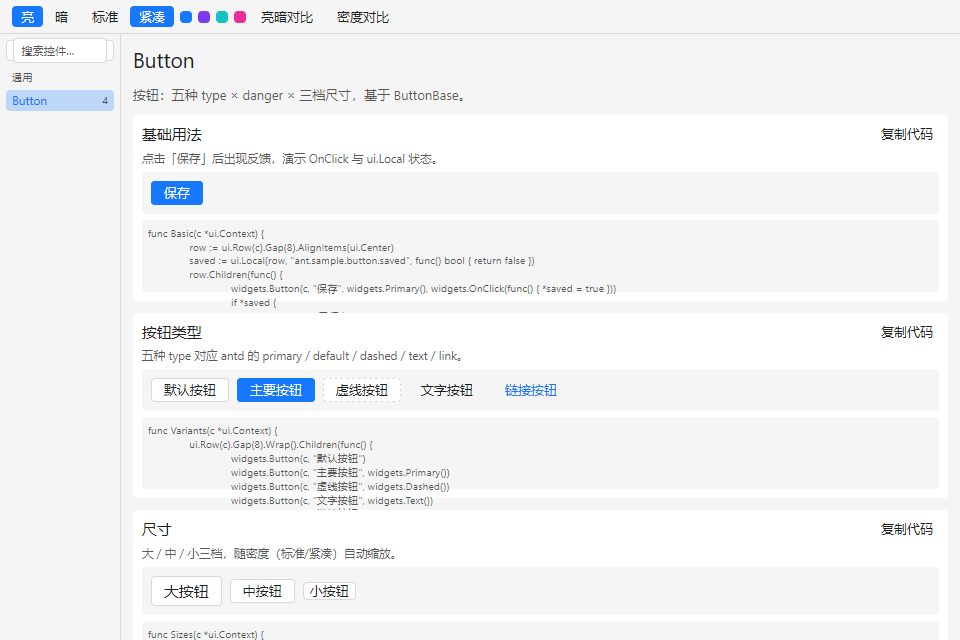 亮 暗 标准 紧凑 亮暗对比 密度对比
搜索控件...
通用
Button 4
Button
按钮：五种 type × danger × 三档尺寸，基于 ButtonBase。
基础用法 复制代码
点击「保存」后出现反馈，演示 OnClick 与 ui.Local 状态。
保存
func Basic(c *ui.Context) {
row := ui.Row(c).Gap(8).AlignItems(ui.Center)
saved := ui.Local(row, "ant.sample.button.saved", func() bool { return false })
row.Children(func() {
widgets.Button(c, "保存", widgets.Primary(), widgets.OnClick(func() { *saved = true }))
if *saved {
按钮类型 复制代码
五种 type 对应 antd 的 primary / default / dashed / text / link。
默认按钮 主要按钮 虚线按钮 文字按钮 链接按钮
func Variants(c *ui.Context) {
ui.Row(c).Gap(8).Wrap().Children(func() {
widgets.Button(c, "默认按钮")
widgets.Button(c, "主要按钮", widgets.Primary())
widgets.Button(c, "虚线按钮", widgets.Dashed())
widgets.Button(c, "文字按钮", widgets.Text())
尺寸 复制代码
大 / 中 / 小三档，随密度（标准/紧凑）自动缩放。
大按钮 中按钮 小按钮
func Sizes(c *ui.Context) {